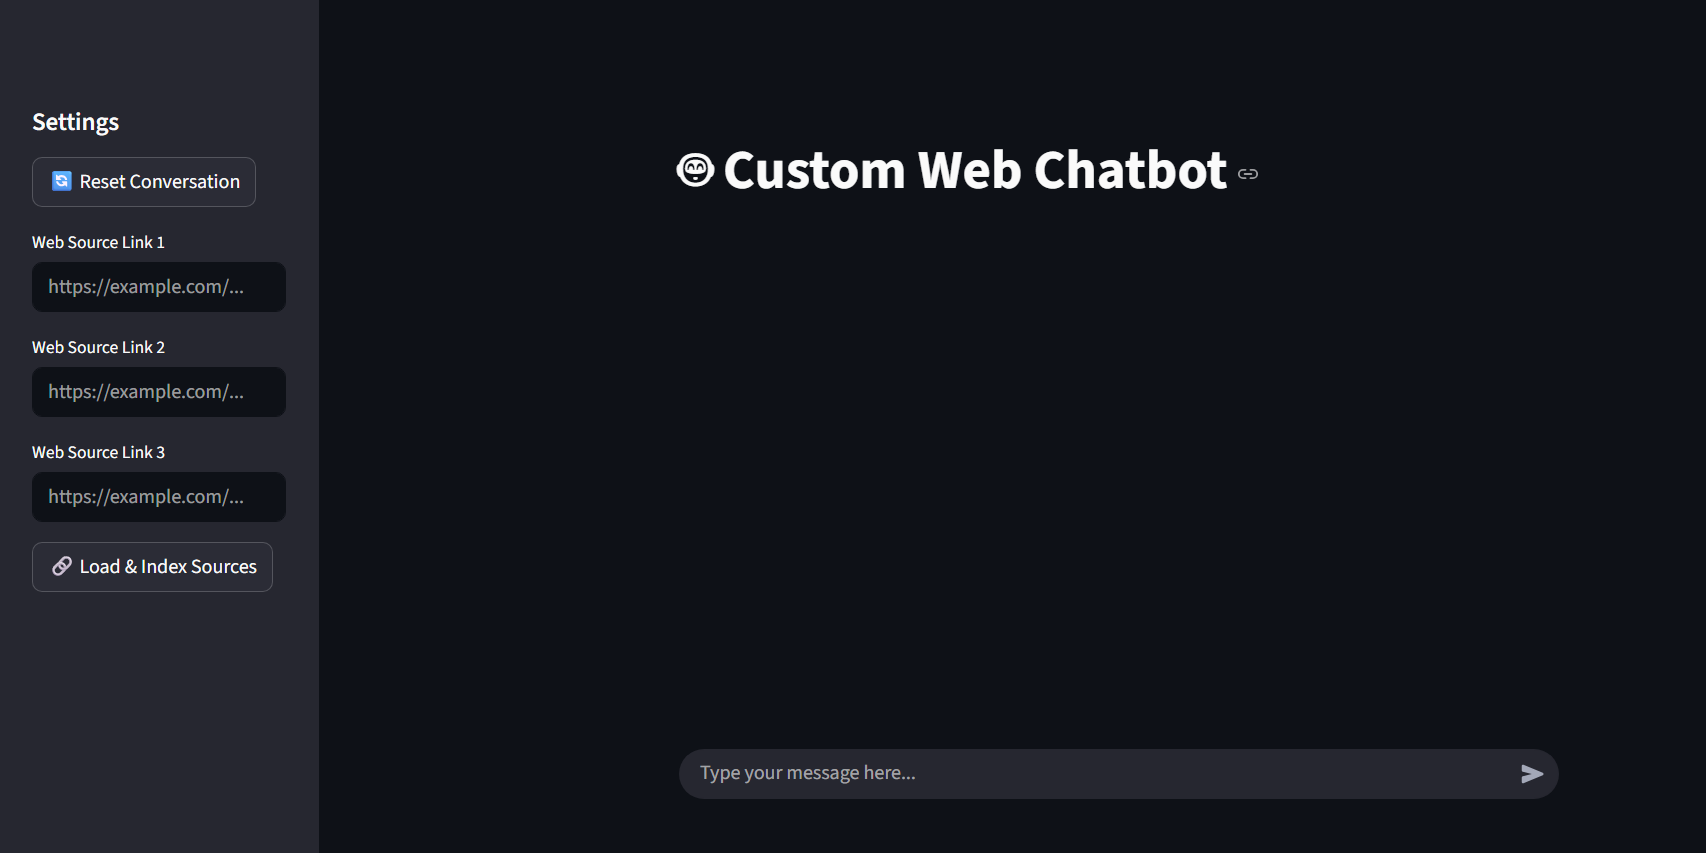 Settings
Reset Conversation
Web Source Link 1
https://example.com/...
Web Source Link 2
https://example.com/...
Web Source Link 3
https://example.com/...
Load & Index Sources
Custom Web Chatbot
Type your message here...